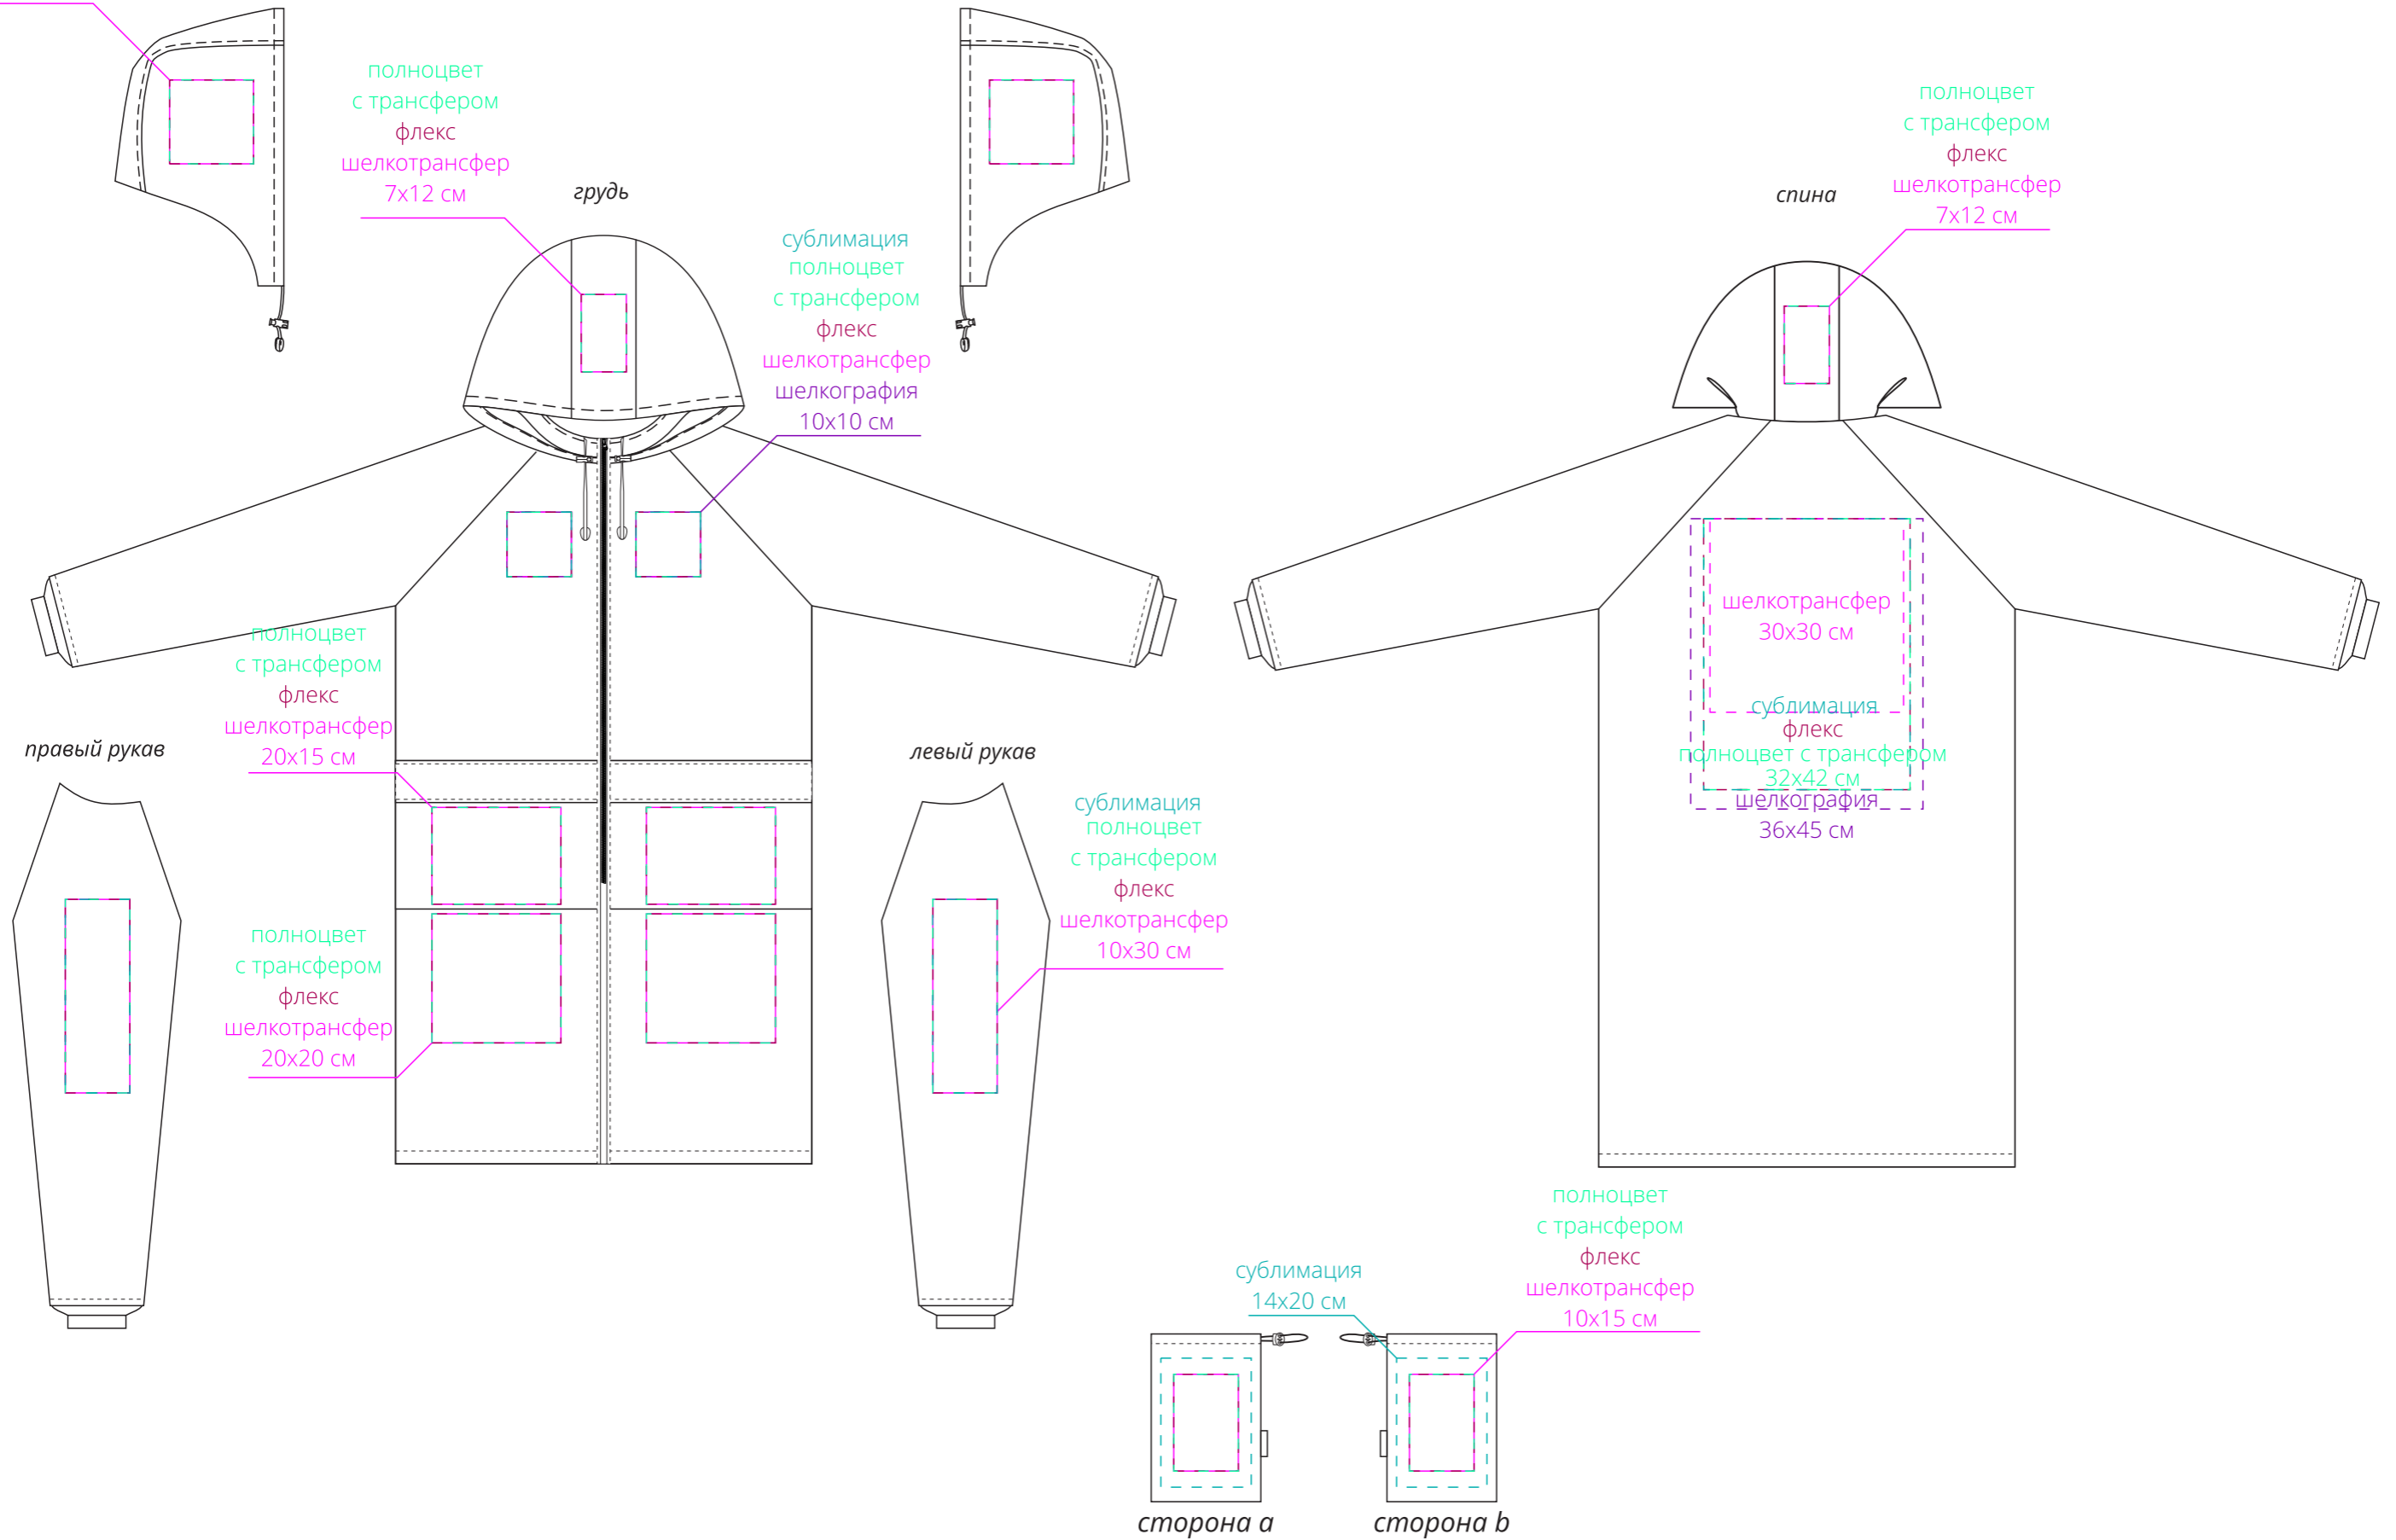 полноцвет
с трансфером
флекс
шелкотрансфер
7х12 см
грудь
сублимация
полноцвет
с трансфером
флекс
шелкотрансфер
шелкография
10х10 см
полноцвет
с трансфером
флекс
шелкотрансфер
7х12 см
спина
шелкотрансфер
30х30 см
сублимация
флекс
полноцвет с трансфером
32х42 см
шелкография
36х45 см
полноцвет
с трансфером
флекс
шелкотрансфер
20х15 см
правый рукав
левый рукав
сублимация
полноцвет
с трансфером
флекс
шелкотрансфер
10х30 см
полноцвет
с трансфером
флекс
шелкотрансфер
20х20 см
сублимация
14х20 см
полноцвет
с трансфером
флекс
шелкотрансфер
10х15 см
сторона a
сторона b